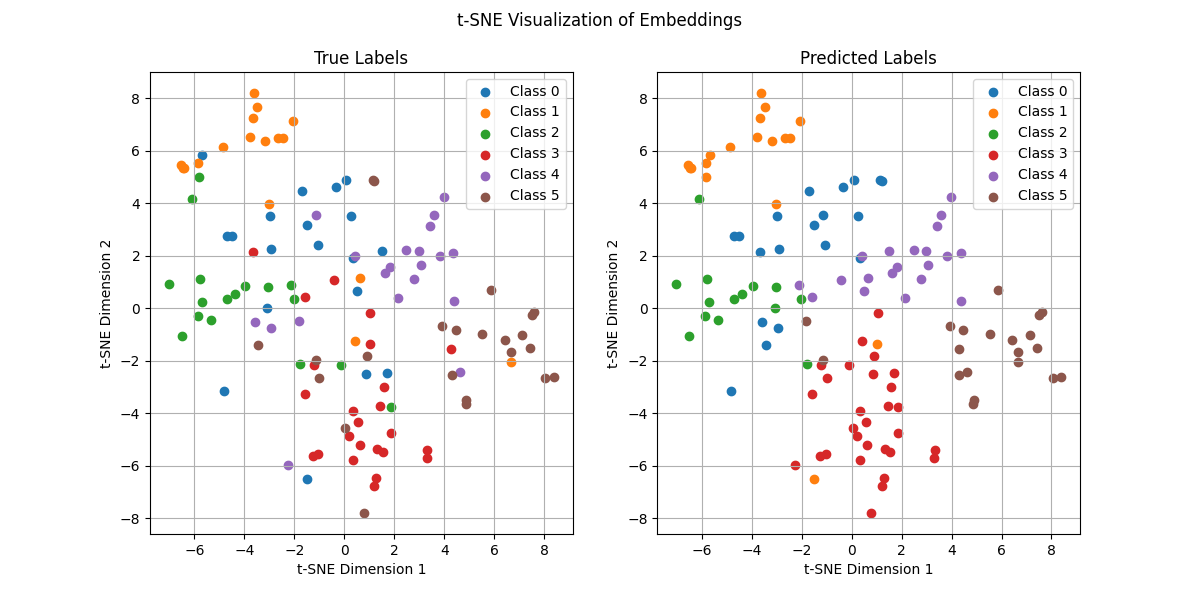 t-SNE Visualization of Embeddings
True Labels
Class 0
Class 1
Class 2
Class 3
Class 4
Class 5
8
6
4
2
0
−2
−4
−6
−8
t-SNE Dimension 2
−6 −4 −2 0 2 4 6 8
t-SNE Dimension 1
Predicted Labels
Class 0
Class 1
Class 2
Class 3
Class 4
Class 5
8
6
4
2
0
−2
−4
−6
−8
t-SNE Dimension 2
−6 −4 −2 0 2 4 6 8
t-SNE Dimension 1